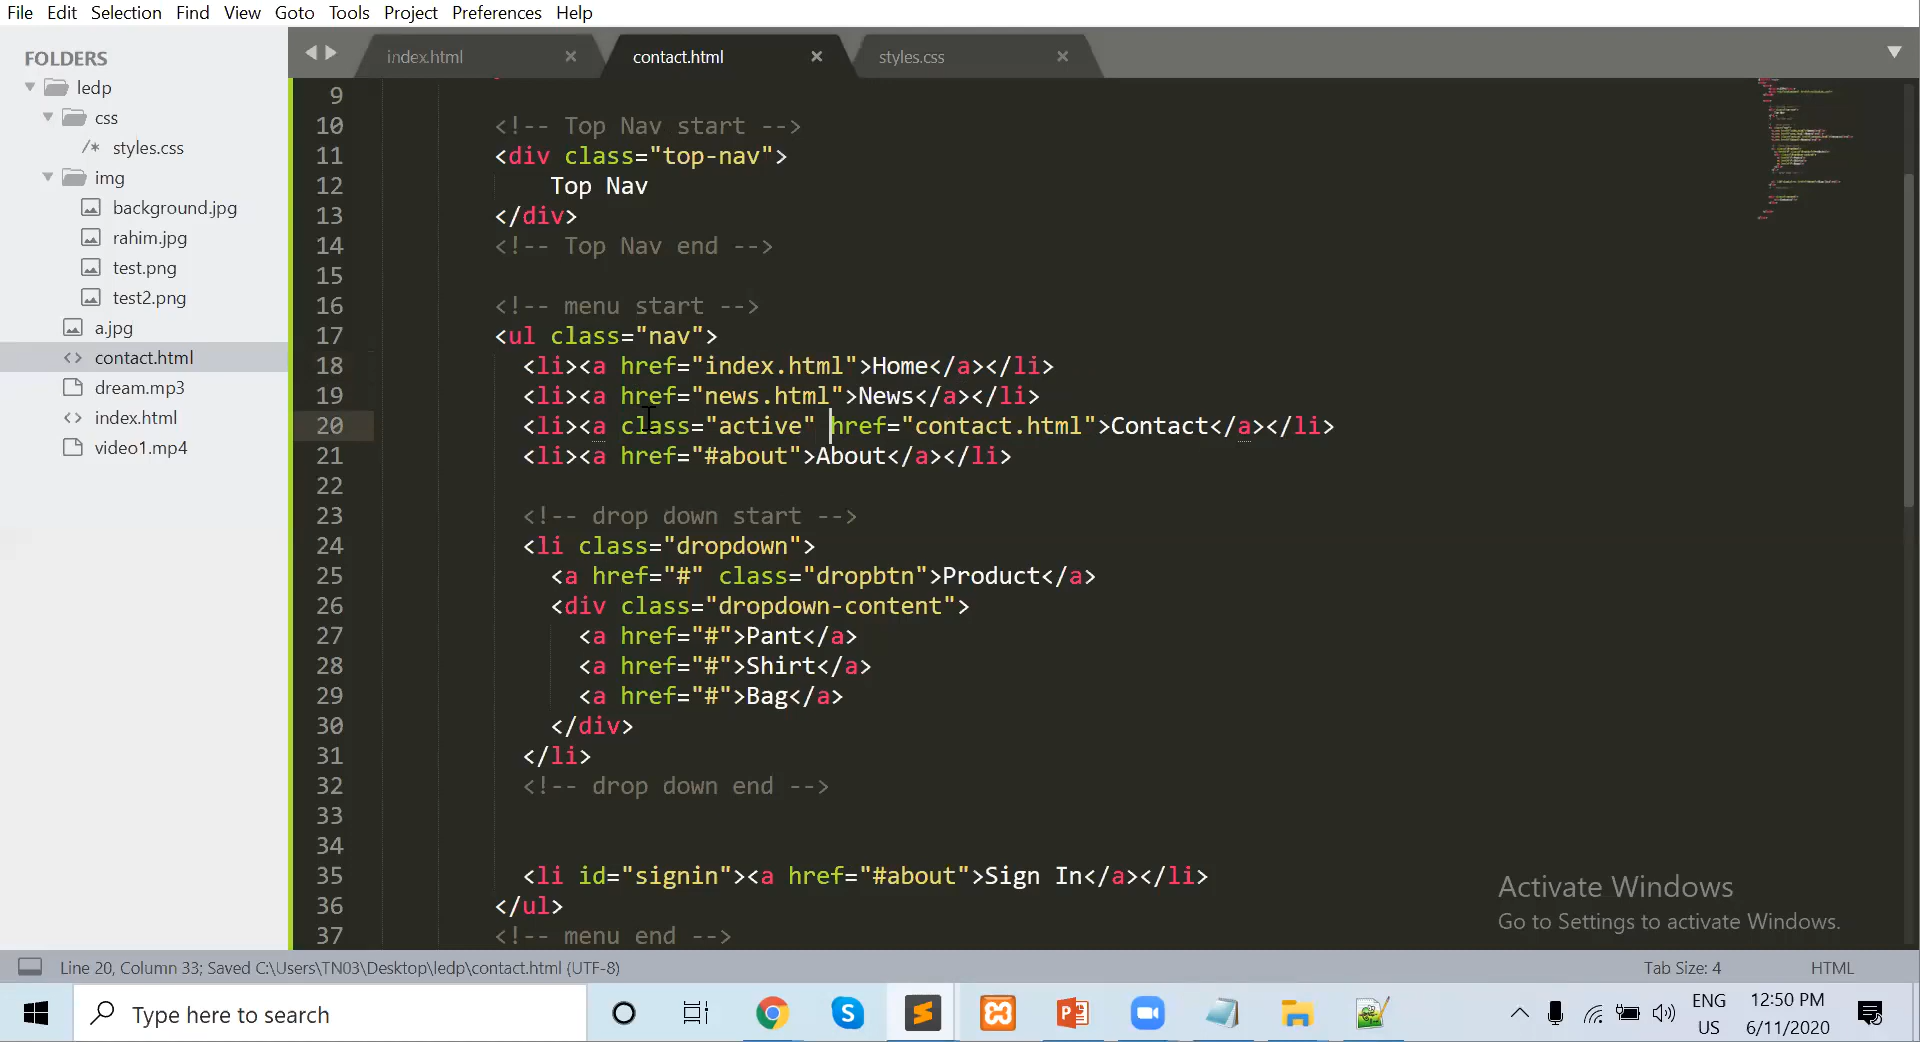 File Edit Selection Find View Goto Tools Project Preferences Help
FOLDERS
ledp
css
/* styles.css
img
background.jpg
rahim.jpg
test.png
test2.png
a.jpg
<> contact.html
dream.mp3
<> index.html
video1.mp4
index.html × contact.html × styles.css ×
9
10 <!-- Top Nav start -->
11 <div class="top-nav">
12 Top Nav
13 </div>
14 <!-- Top Nav end -->
15
16 <!-- menu start -->
17 <ul class="nav">
18 <li><a href="index.html">Home</a></li>
19 <li><a href="news.html">News</a></li>
20 <li><a class="active" href="contact.html">Contact</a></li>
21 <li><a href="#about">About</a></li>
22
23 <!-- drop down start -->
24 <li class="dropdown">
25 <a href="#" class="dropbtn">Product</a>
26 <div class="dropdown-content">
27 <a href="#">Pant</a>
28 <a href="#">Shirt</a>
29 <a href="#">Bag</a>
30 </div>
31 </li>
32 <!-- drop down end -->
33
34
35 <li id="signin"><a href="#about">Sign In</a></li>
36 </ul>
37 <!-- menu end -->
Activate Windows
Go to Settings to activate Windows.
Line 20, Column 33; Saved C:\Users\TN03\Desktop\ledp\contact.html (UTF-8) Tab Size: 4 HTML
Type here to search
ENG
US
12:50 PM
6/11/2020